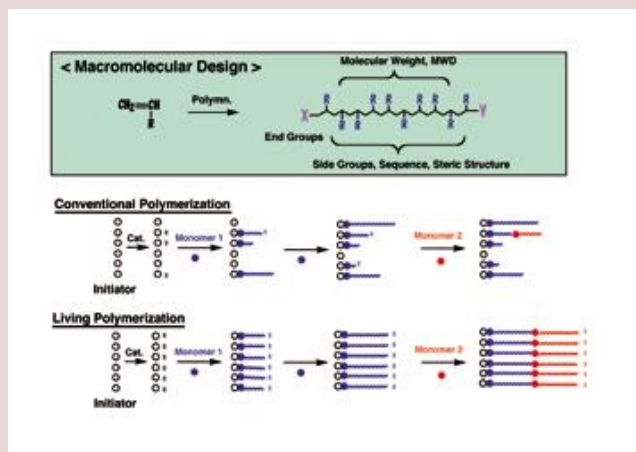 < Macromolecular Design >
Molecular Weight, MWD
CH₂=CH
R
Polymn.
R R R R R R
X
Y
R R R R R
End Groups
Side Groups, Sequence, Steric Structure
Conventional Polymerization
Cat.
Monomer 1
Monomer 2
Initiator
Living Polymerization
Cat.
Monomer 1
Monomer 2
Initiator